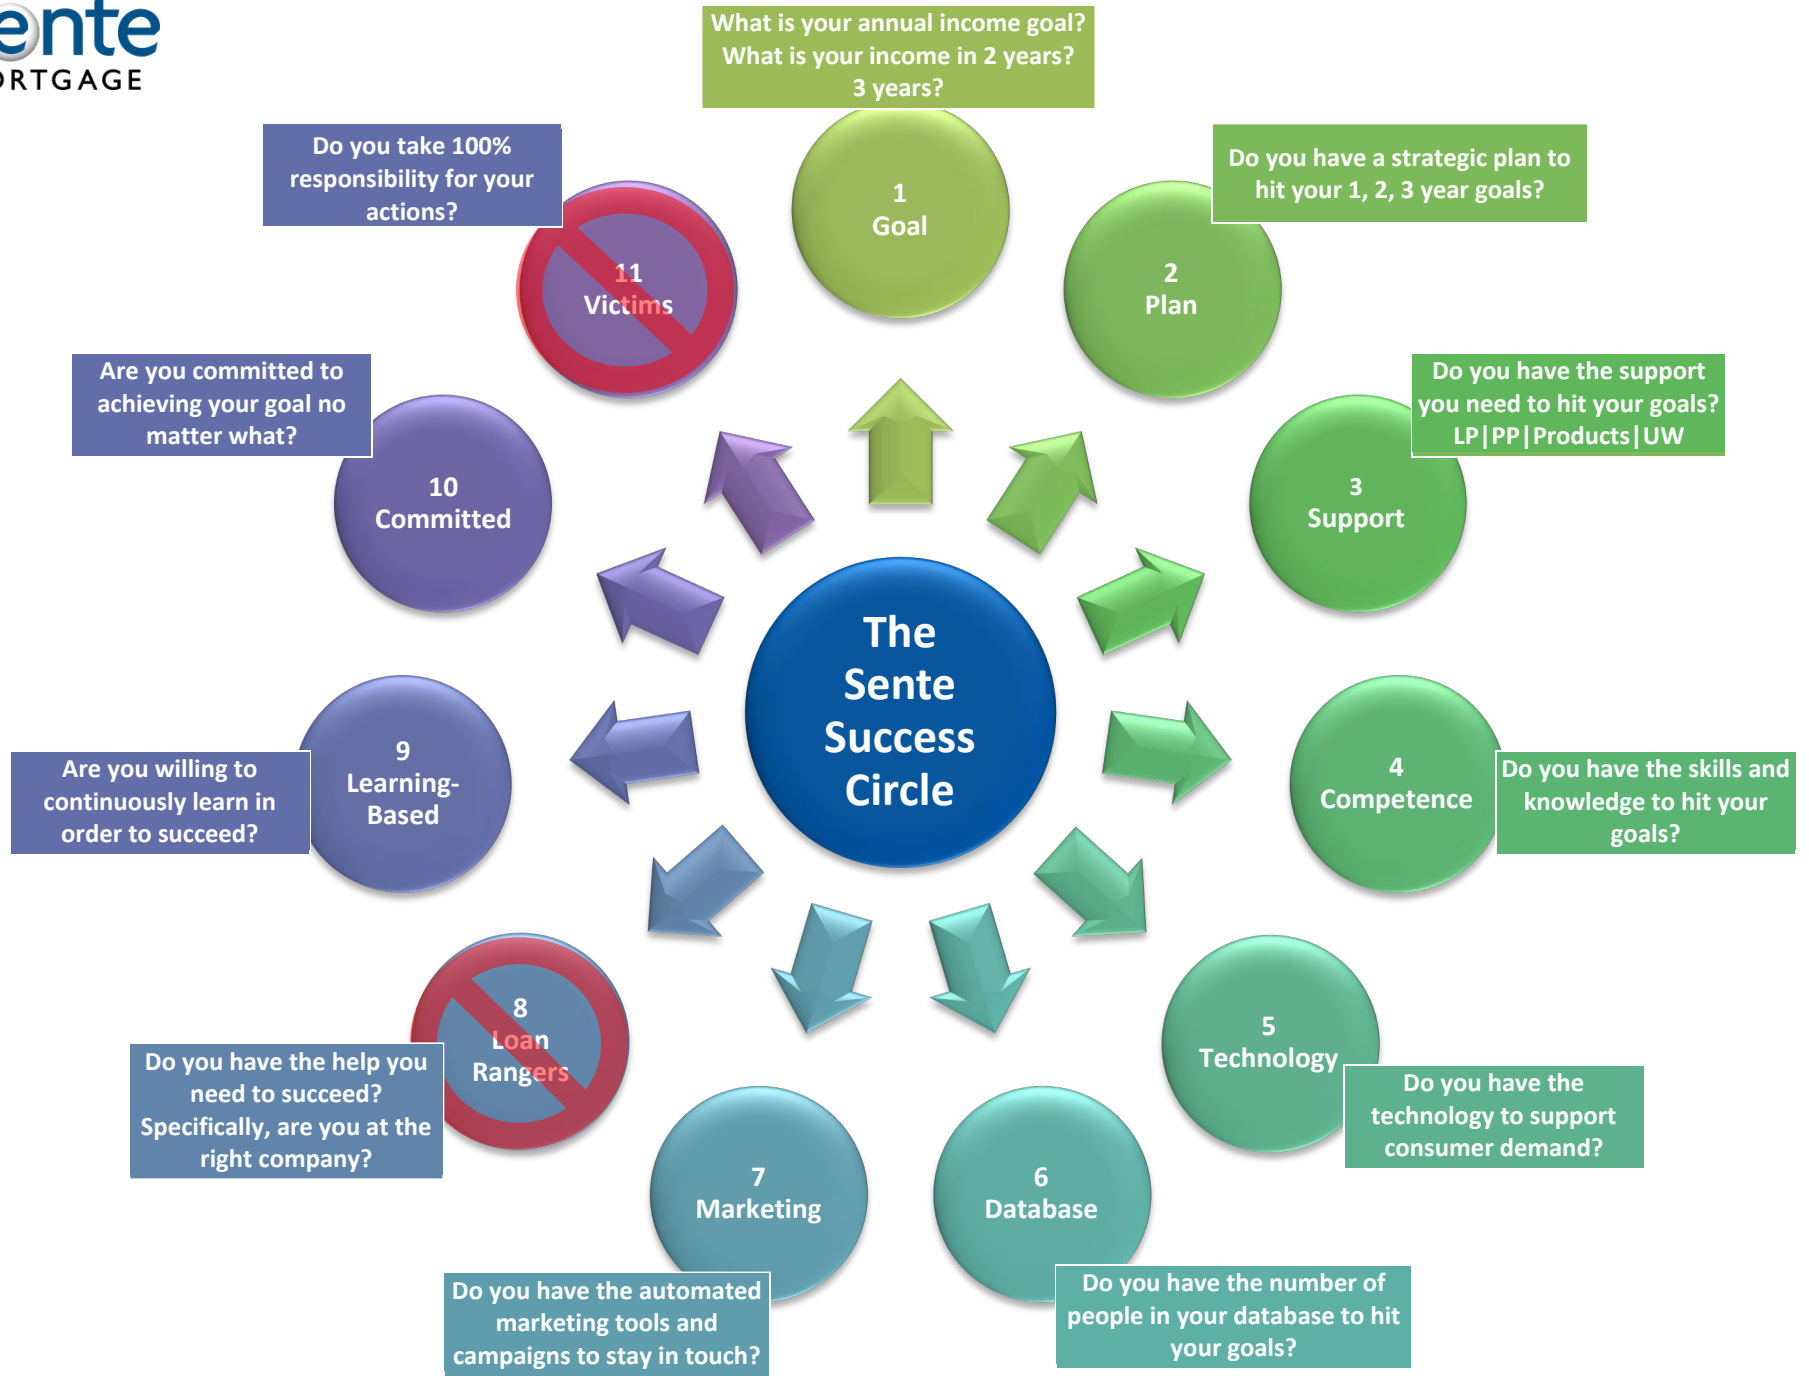 ente
ORTGAGE
What is your annual income goal?
What is your income in 2 years?
3 years?
1
Goal
Do you have a strategic plan to
hit your 1, 2, 3 year goals?
2
Plan
Do you have the support
you need to hit your goals?
LP|PP|Products|UW
3
Support
4
Competence
Do you have the skills and
knowledge to hit your
goals?
5
Technology
Do you have the
technology to support
consumer demand?
6
Database
Do you have the number of
people in your database to hit
your goals?
7
Marketing
Do you have the automated
marketing tools and
campaigns to stay in touch?
8
Loan
Rangers
Do you have the help you
need to succeed?
Specifically, are you at the
right company?
9
Learning-
Based
Are you willing to
continuously learn in
order to succeed?
10
Committed
Are you committed to
achieving your goal no
matter what?
11
Victims
Do you take 100%
responsibility for your
actions?
The
Sente
Success
Circle